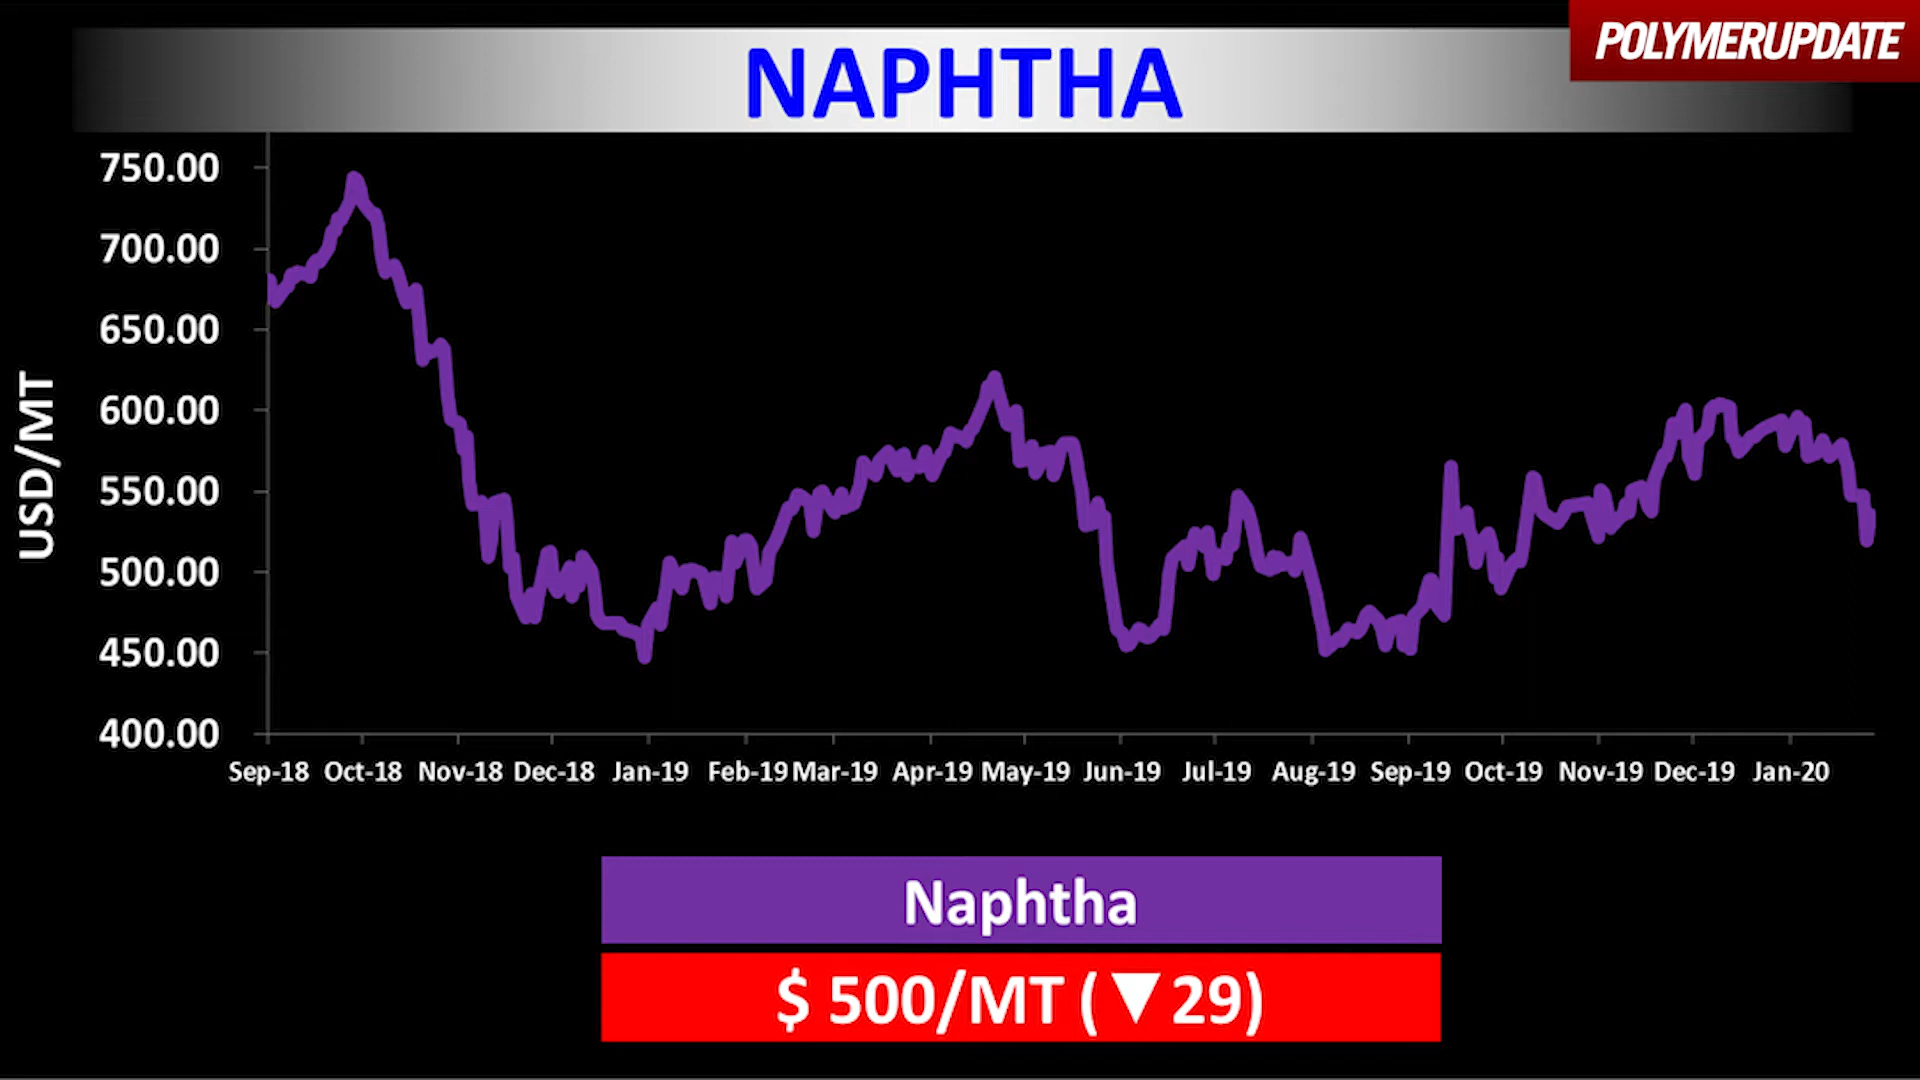 POLYMERUPDATE
NAPHTHA
750.00
700.00
650.00
600.00
550.00
500.00
450.00
400.00
USD/MT
Sep-18 Oct-18 Nov-18 Dec-18 Jan-19 Feb-19 Mar-19 Apr-19 May-19 Jun-19 Jul-19 Aug-19 Sep-19 Oct-19 Nov-19 Dec-19 Jan-20
Naphtha
$ 500/MT (▼29)